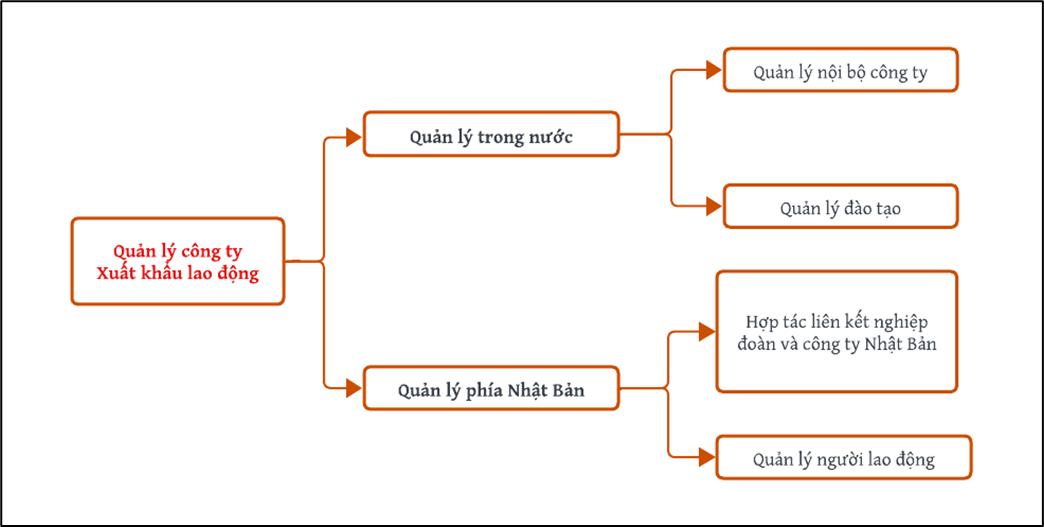 Quản lý nội bộ công ty
Quản lý trong nước
Quản lý đào tạo
Quản lý công ty
Xuất khẩu lao động
Hợp tác liên kết nghiệp
đoàn và công ty Nhật Bản
Quản lý phía Nhật Bản
Quản lý người lao động